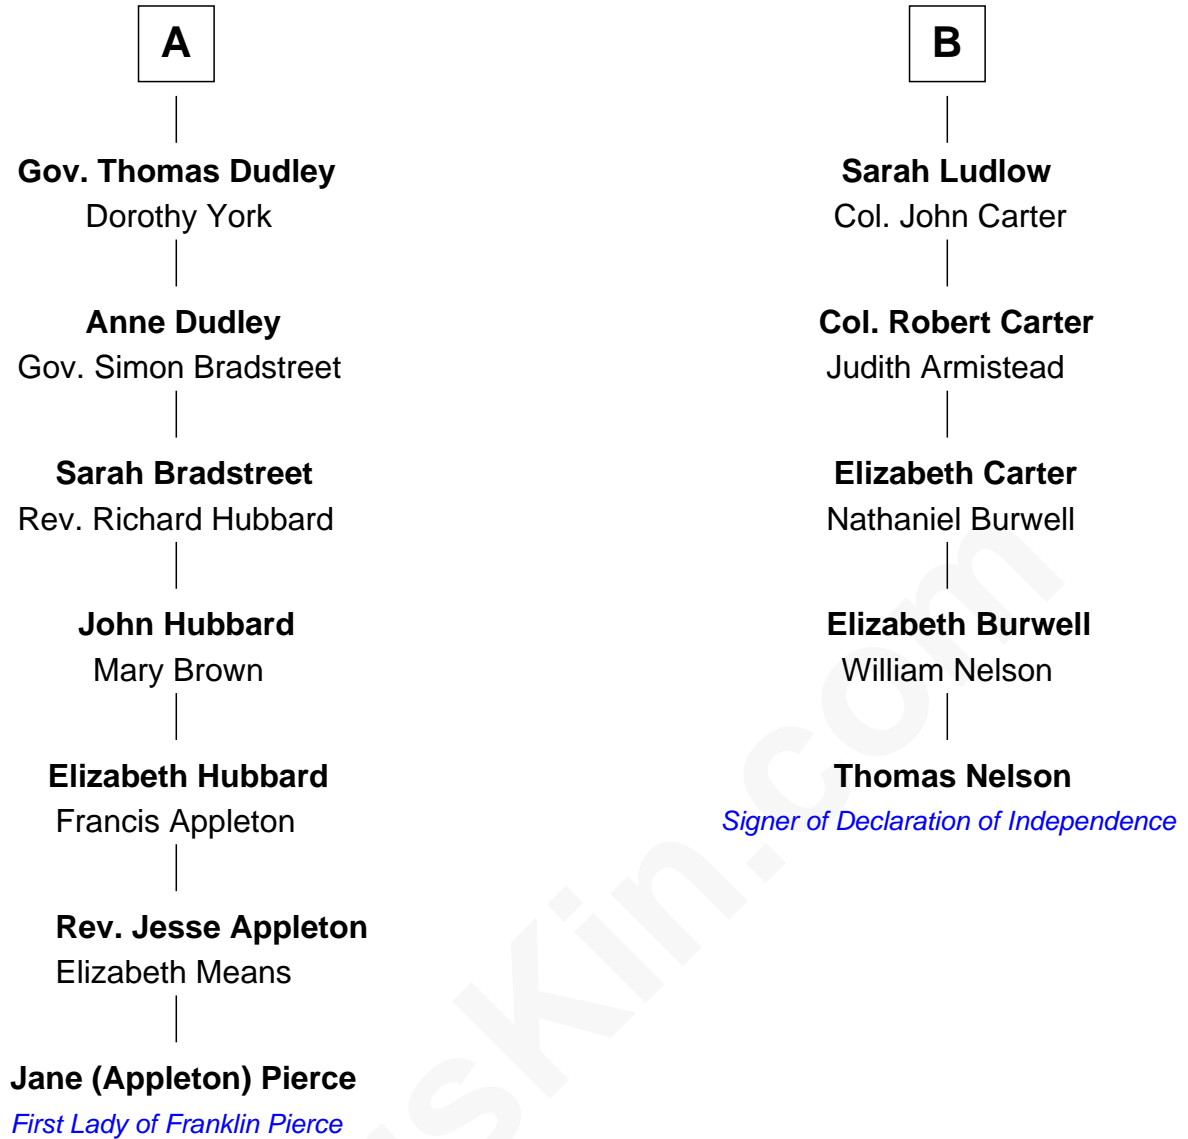 A
Gov. Thomas Dudley
Dorothy York
Anne Dudley
Gov. Simon Bradstreet
Sarah Bradstreet
Rev. Richard Hubbard
John Hubbard
Mary Brown
Elizabeth Hubbard
Francis Appleton
Rev. Jesse Appleton
Elizabeth Means
Jane (Appleton) Pierce
First Lady of Franklin Pierce
B
Sarah Ludlow
Col. John Carter
Col. Robert Carter
Judith Armistead
Elizabeth Carter
Nathaniel Burwell
Elizabeth Burwell
William Nelson
Thomas Nelson
Signer of Declaration of Independence
usKin.com